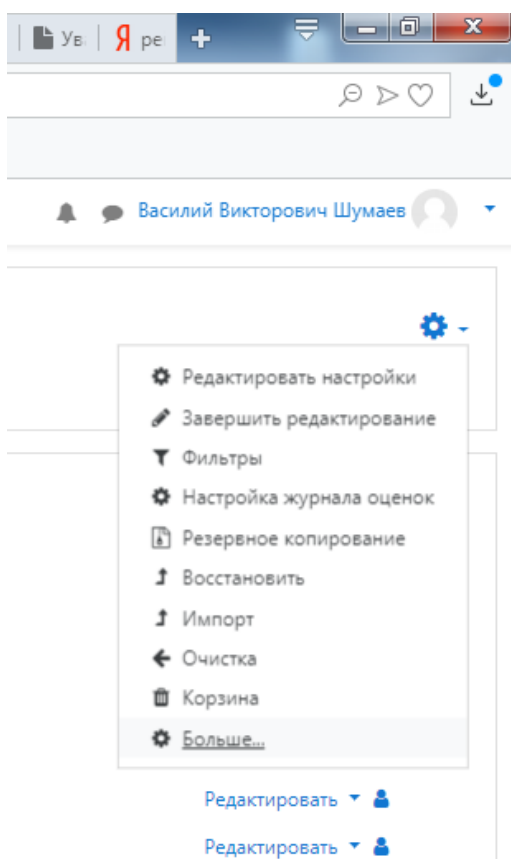 Ув
Я ре
Василий Викторович Шумаев
Редактировать настройки
Завершить редактирование
Фильтры
Настройка журнала оценок
Резервное копирование
Восстановить
Импорт
Очистка
Корзина
Больше...
Редактировать
Редактировать